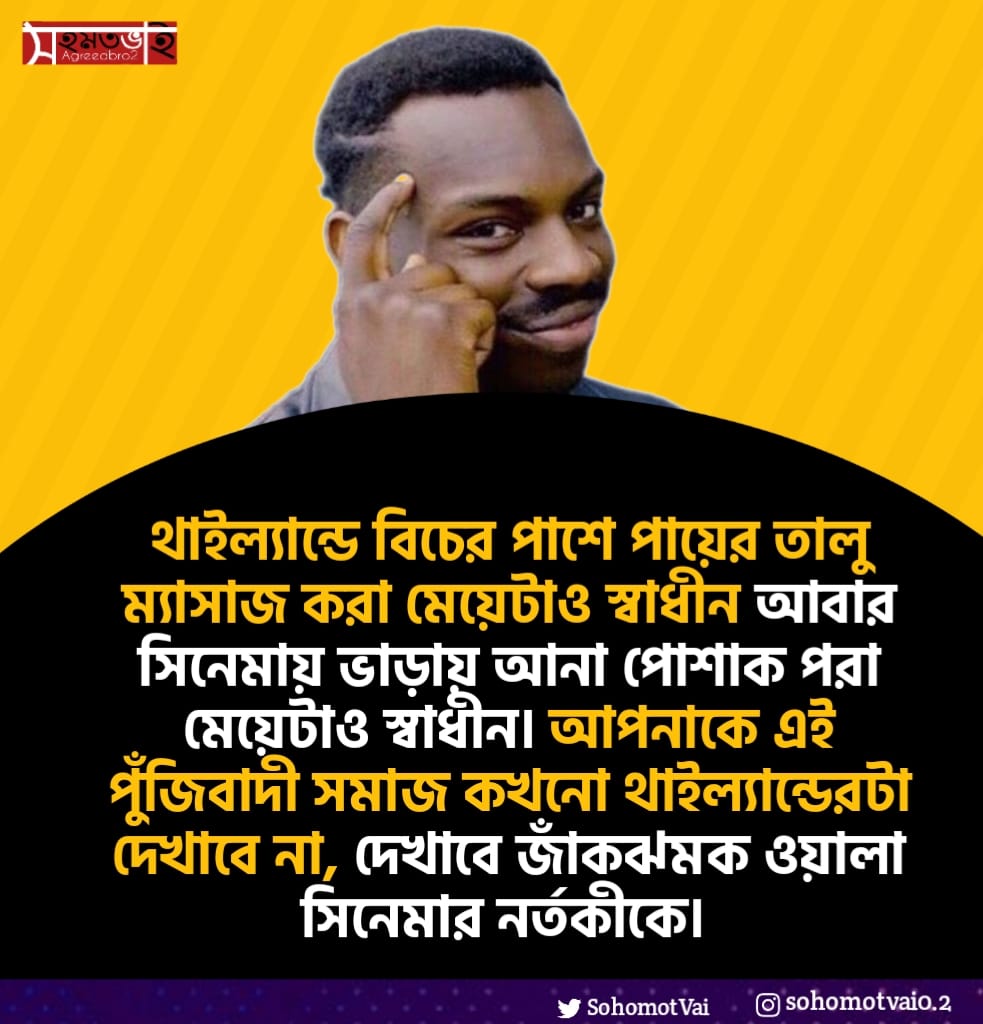 সহমতভাই
Agreeabro2
থাইল্যান্ডে বিচের পাশে পায়ের তালু
ম্যাসাজ করা মেয়েটাও স্বাধীন আবার
সিনেমায় ভাড়ায় আনা পোশাক পরা
মেয়েটাও স্বাধীন। আপনাকে এই
পুঁজিবাদী সমাজ কখনো থাইল্যান্ডেরটা
দেখাবে না, দেখাবে জাঁকঝমক ওয়ালা
সিনেমার নর্তকীকে।
SohomotVai
sohomotvai0.2